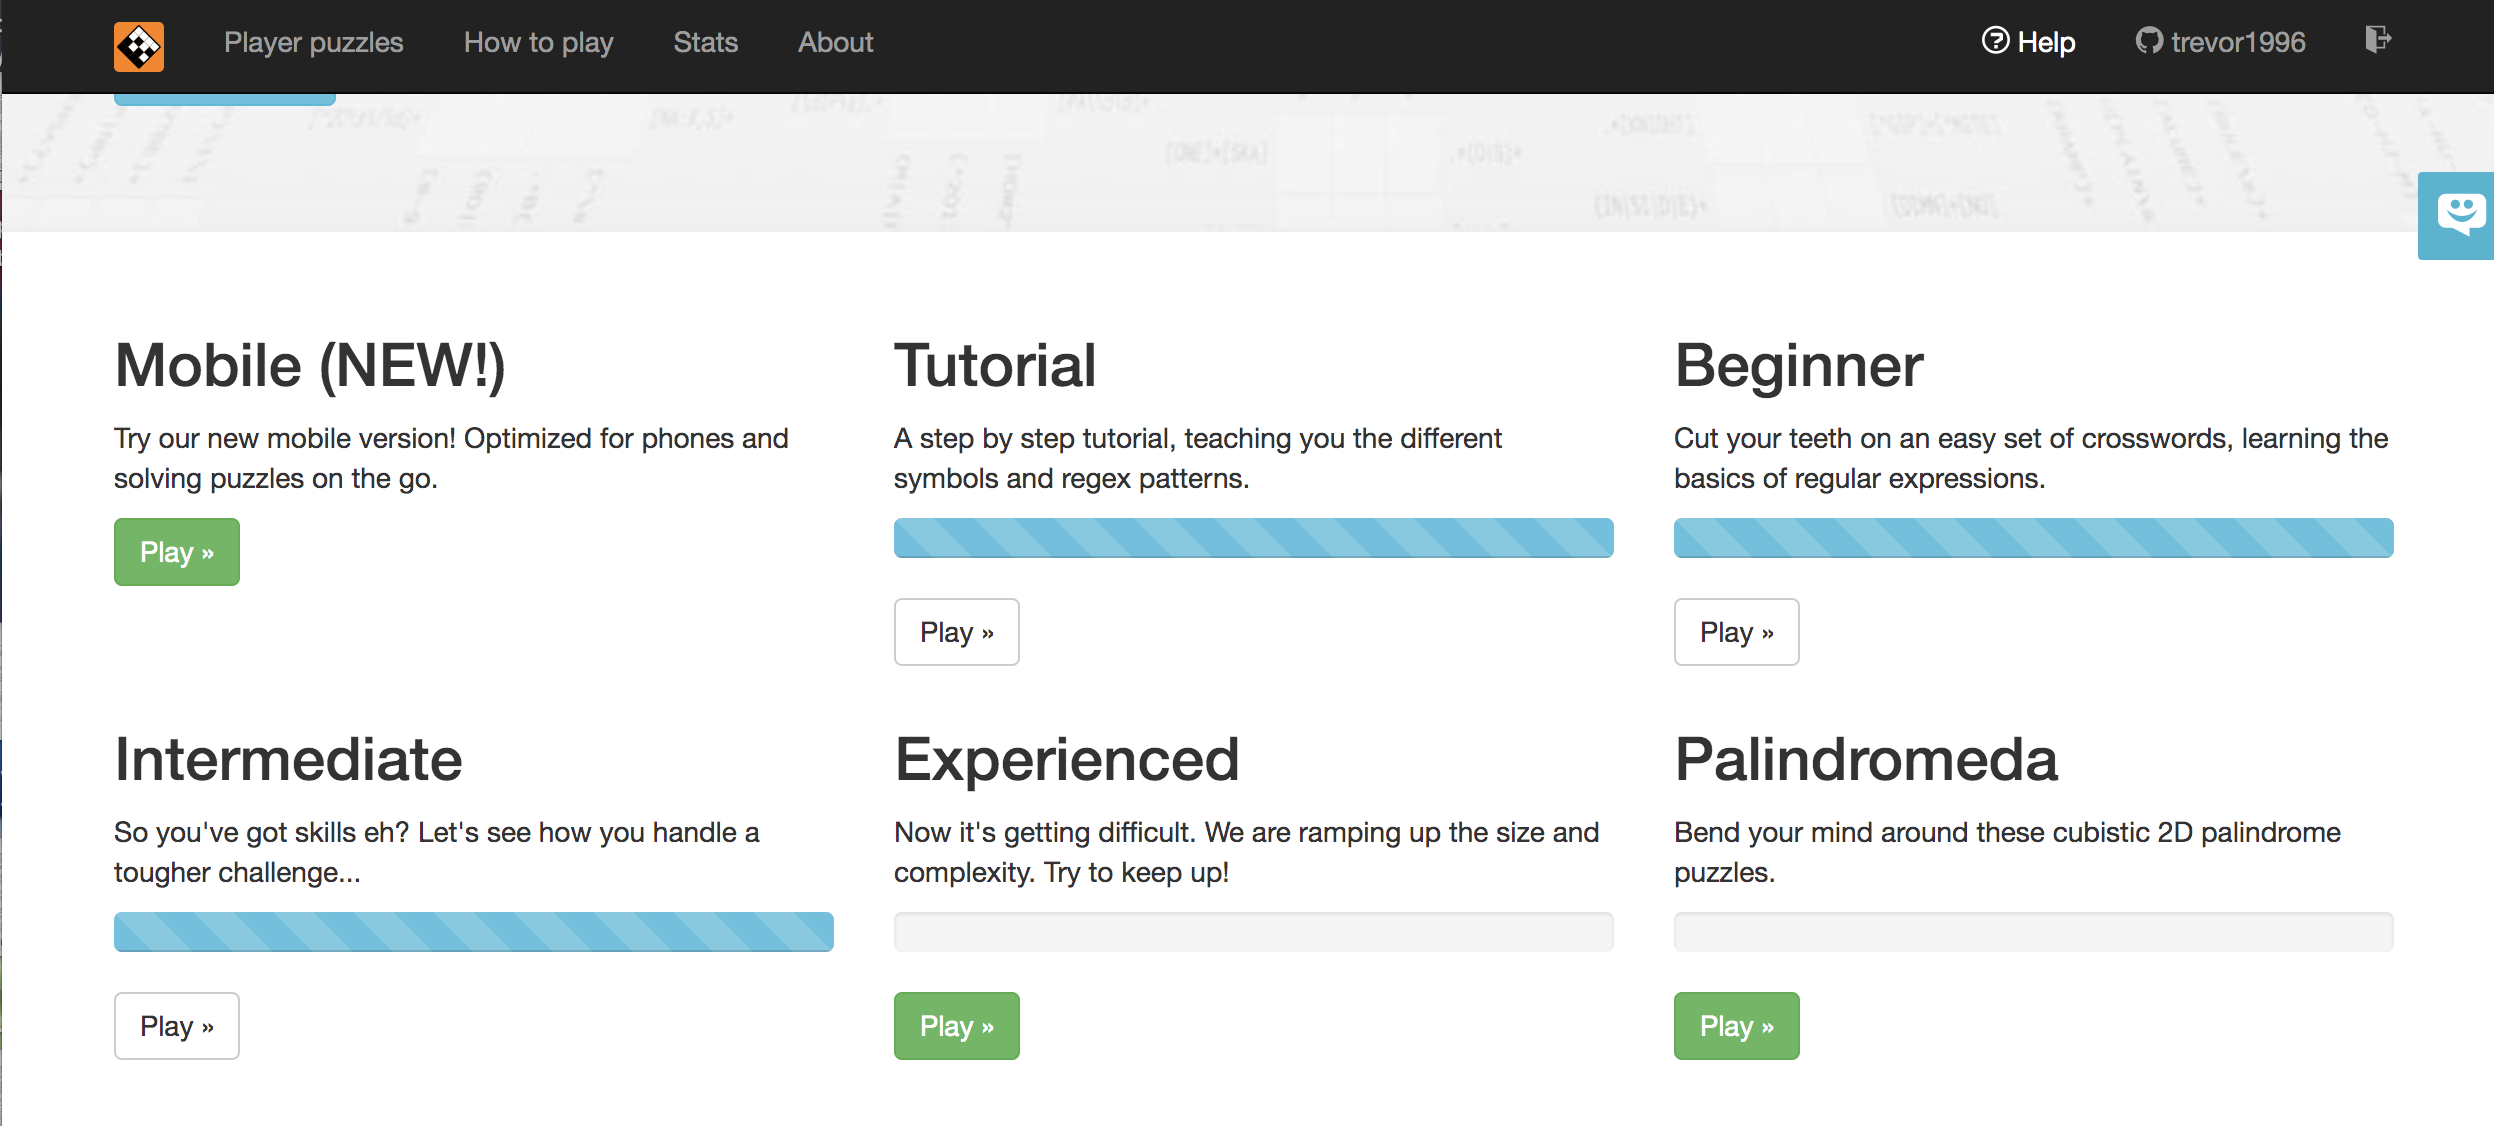 Player puzzles How to play Stats About Help trevor1996
Mobile (NEW!)
Try our new mobile version! Optimized for phones and
solving puzzles on the go.
Play »
Tutorial
A step by step tutorial, teaching you the different
symbols and regex patterns.
Play »
Beginner
Cut your teeth on an easy set of crosswords, learning the
basics of regular expressions.
Play »
Intermediate
So you've got skills eh? Let's see how you handle a
tougher challenge...
Play »
Experienced
Now it's getting difficult. We are ramping up the size and
complexity. Try to keep up!
Play »
Palindromeda
Bend your mind around these cubistic 2D palindrome
puzzles.
Play »